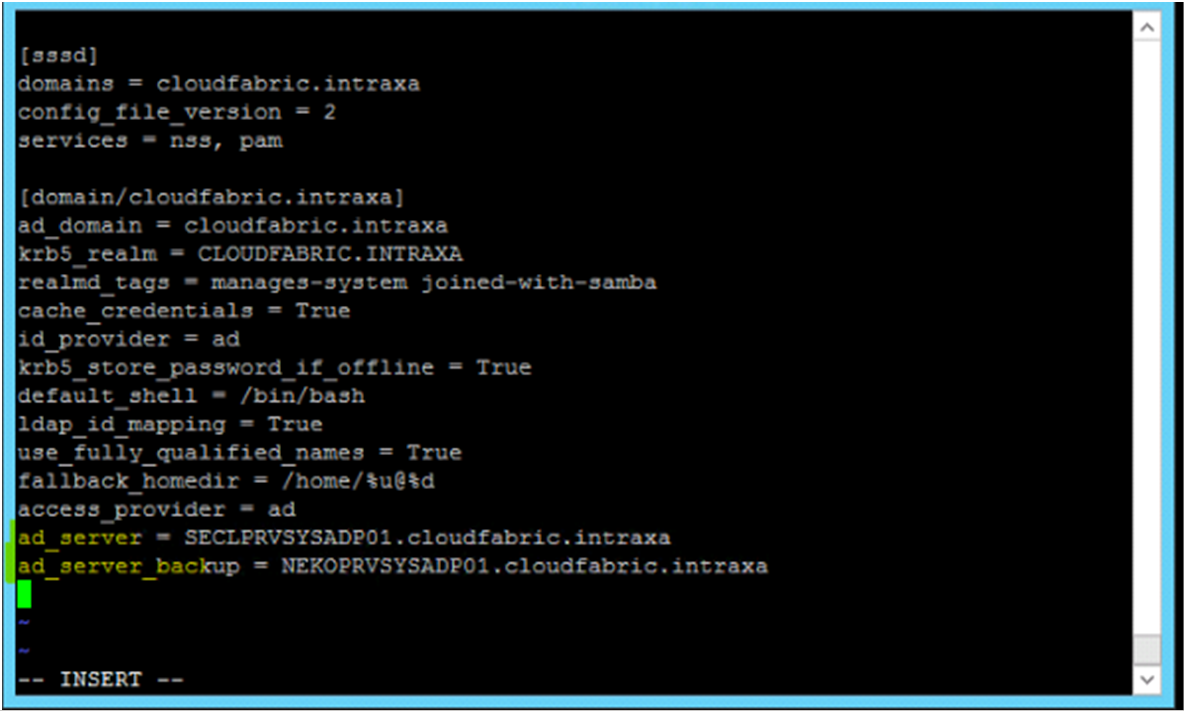 [sssd]
domains = cloudfabric.intraxa
config_file_version = 2
services = nss, pam
[domain/cloudfabric.intraxa]
ad_domain = cloudfabric.intraxa
krb5_realm = CLOUDFABRIC.INTRAXA
realmd_tags = manages-system joined-with-samba
cache_credentials = True
id_provider = ad
krb5_store_password_if_offline = True
default_shell = /bin/bash
ldap_id_mapping = True
use_fully_qualified_names = True
fallback_homedir = /home/%u@%d
access_provider = ad
ad_server = SECLPRVSYSADP01.cloudfabric.intraxa
ad_server_backup = NEKOPRVSYSADP01.cloudfabric.intraxa
~
~
-- INSERT --